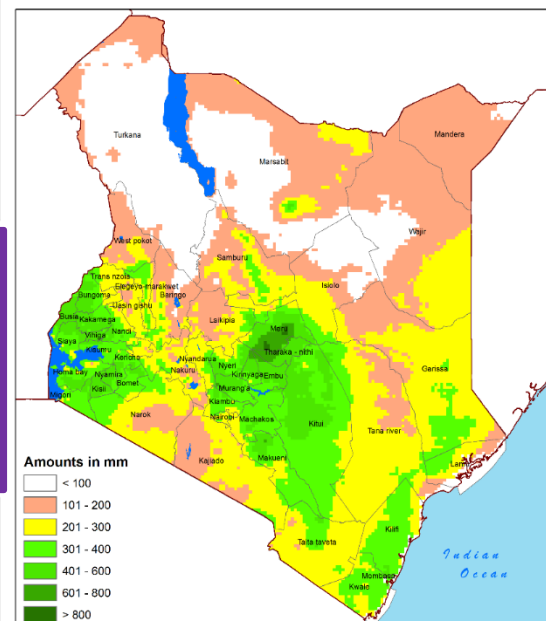 Turkana
Mandera
Marsabit
Wajir
West pokot
Samburu
Trans nzoia
Elegeyo-marakwet
Baringo
Isiolo
Bungoma
Uasin gishu
Laikipia
Busia
Kakamega
Meru
Vihiga
Nandi
Siaya
Kisumu
Tharaka - nithi
Kericho
Nyandarua
Nyeri
Garissa
Homa bay
Nyamira
Nakuru
Kirinyaga
Embu
Bomet
Murang'a
Kisii
Migori
Kiambu
Narok
Nairobi
Machakos
Kitui
Tana river
Kajiado
Makueni
Lamu
Taita taveta
Kilifi
Mombasa
Kwale
Indian
Ocean
Amounts in mm
< 100
101 - 200
201 - 300
301 - 400
401 - 600
601 - 800
> 800